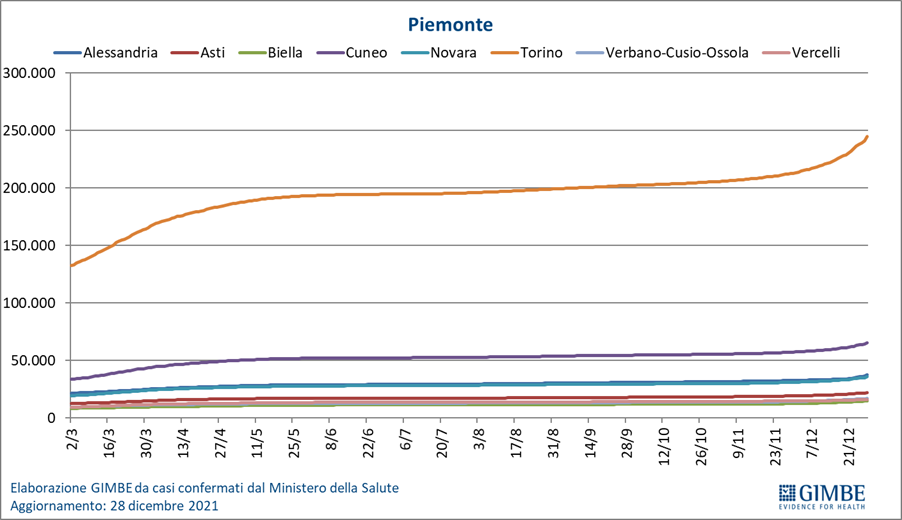 Piemonte
Alessandria Asti Biella Cuneo Novara Torino Verbano-Cusio-Ossola Vercelli
300.000
250.000
200.000
150.000
100.000
50.000
0
2/3 16/3 30/3 13/4 27/4 11/5 25/5 8/6 22/6 6/7 20/7 3/8 17/8 31/8 14/9 28/9 12/10 26/10 9/11 23/11 7/12 21/12
Elaborazione GIMBE da casi confermati dal Ministero della Salute
Aggiornamento: 28 dicembre 2021
GIMBE
EVIDENCE FOR HEALTH